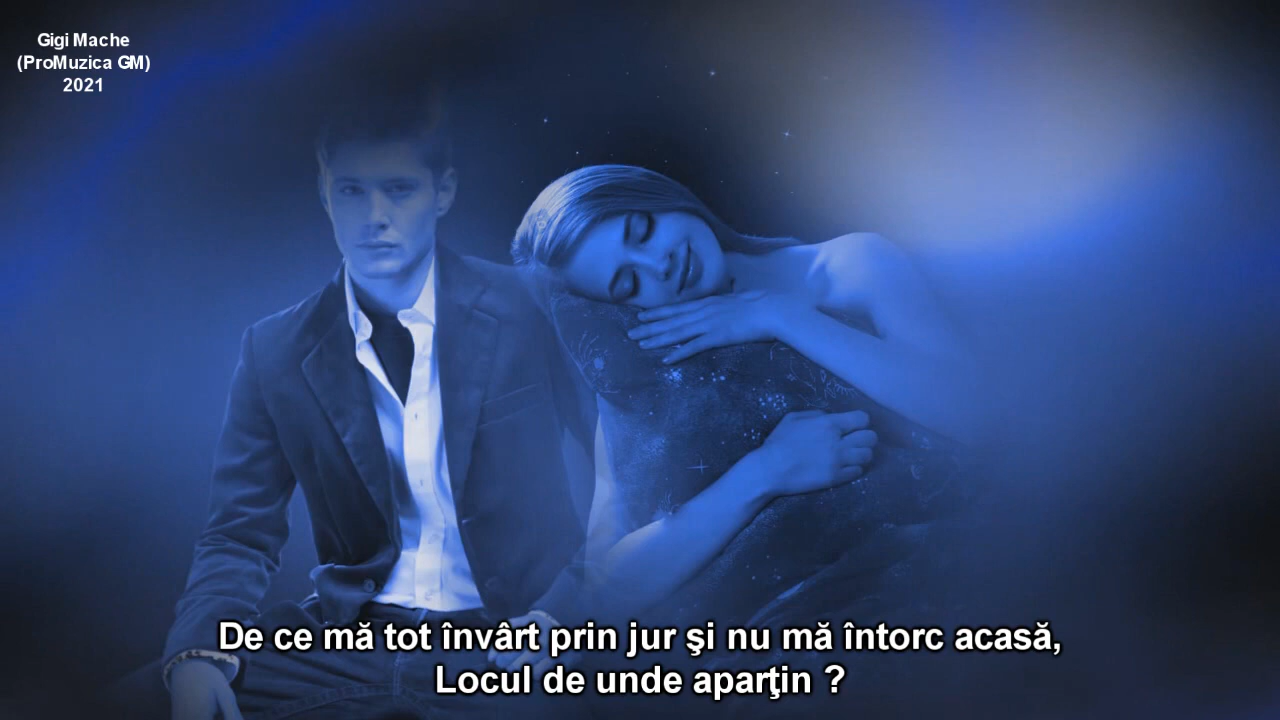 Gigi Mache
(ProMuzica GM)
2021
De ce mă tot învârt prin jur şi nu mă întorc acasă,
Locul de unde aparţin ?